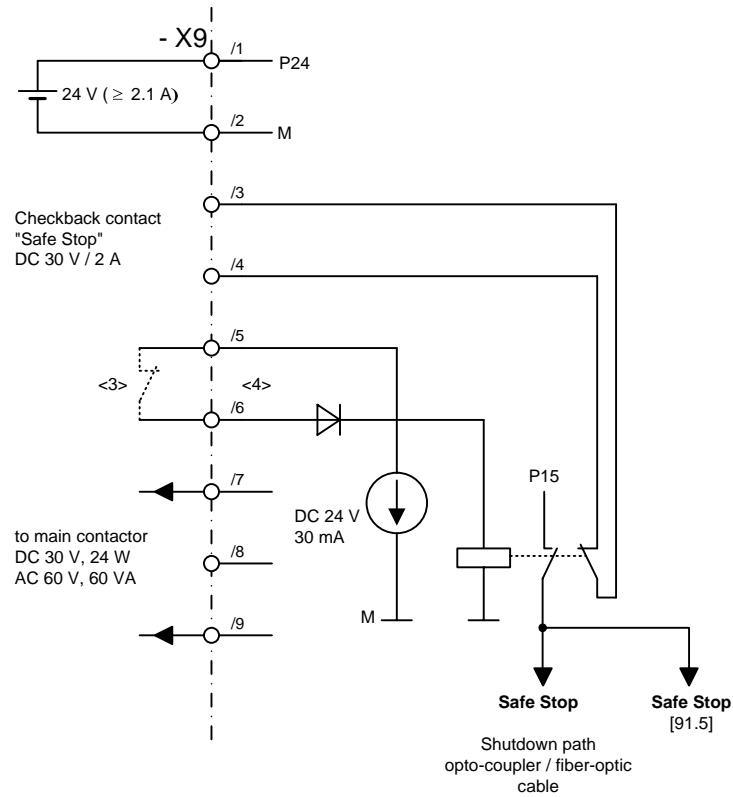 - X9
/1
P24
24 V ( ≥ 2.1 A)
/2
M
/3
Checkback contact
"Safe Stop"
DC 30 V / 2 A
/4
/5
<3>
<4>
/6
/7
P15
DC 24 V
30 mA
to main contactor
DC 30 V, 24 W
AC 60 V, 60 VA
/8
M
/9
Safe Stop
Safe Stop
[91.5]
Shutdown path
opto-coupler / fiber-optic
cable